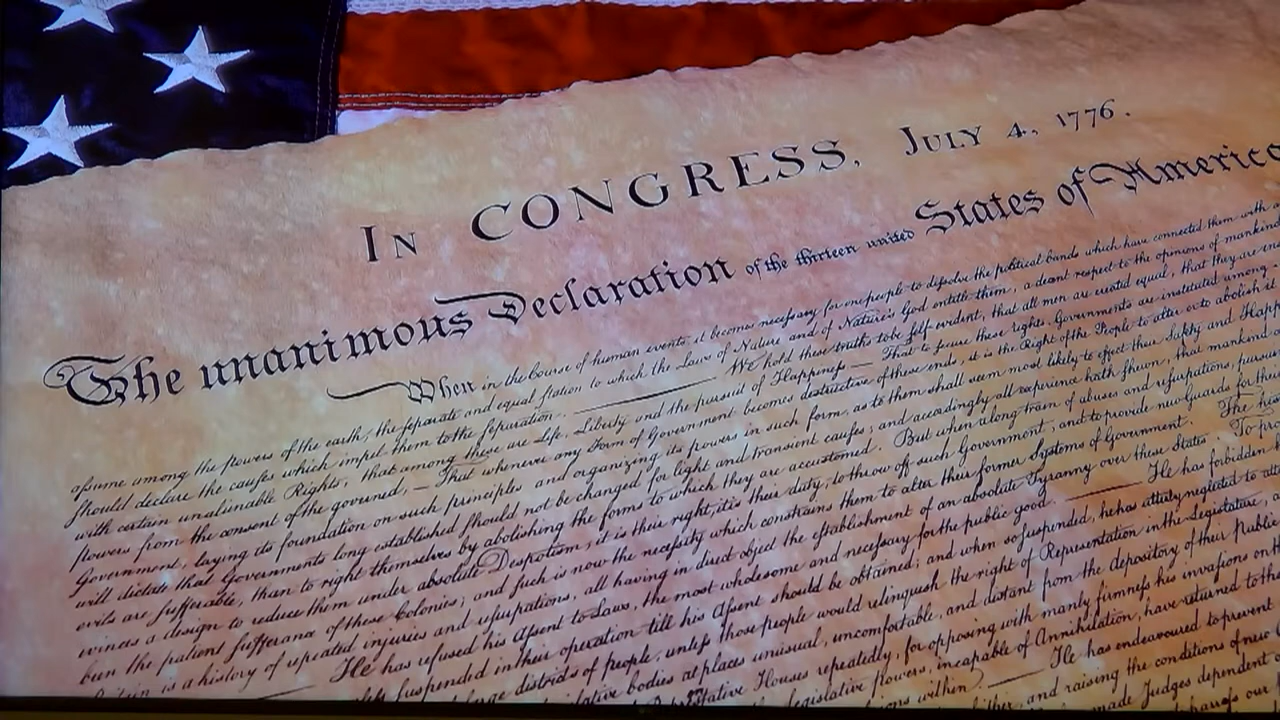 IN CONGRESS, JULY 4, 1776.
The unanimous Declaration of the thirteen united States of America
When in the Course of human events, it becomes necessary for one people to dissolve the political bands which have connected them with
assume among the powers of the earth, the separate and equal station to which the Laws of Nature and of Nature's God entitle them, a decent respect to the opinions of mankind
should declare the causes which impel them to the separation. We hold these truths to be self-evident, that all men are created equal, that they are
with certain unalienable Rights, that among these are Life, Liberty and the pursuit of Happiness — That to secure these rights, Governments are instituted among
powers from the consent of the governed, — That whenever any Form of Government becomes destructive of these ends, it is the Right of the People to alter or to abolish it
Government, laying its foundation on such principles and organizing its powers in such form, as to them shall seem most likely to effect their Safety and
will dictate that Governments long established should not be changed for light and transient causes; and accordingly all experience hath shewn, that mankind
evils are sufferable, than to right themselves by abolishing the forms to which they are accustomed. But when a long train of abuses and usurpations,
evinces a design to reduce them under absolute Despotism, it is their right, it is their duty, to throw off such Government, and to provide new Guards for their
been the patient sufferance of these Colonies; and such is now the necessity which constrains them to alter their former Systems of Government. The
is a history of repeated injuries and usurpations, all having in direct object the establishment of an absolute Tyranny over these States. To
He has refused his Assent to Laws, the most wholesome and necessary for the public good. He has forbidden
suspended in their operation till his Assent should be obtained; and when so suspended, he has utterly neglected to
large districts of people, unless those people would relinquish the right of Representation in the Legislature,
bodies at places unusual, uncomfortable, and distant from the depository of their Public
Houses repeatedly, for opposing with manly firmness his invasions on
powers, incapable of Annihilation, have returned to the
within. He has endeavoured to prevent
and raising the conditions of new
made Judges dependent